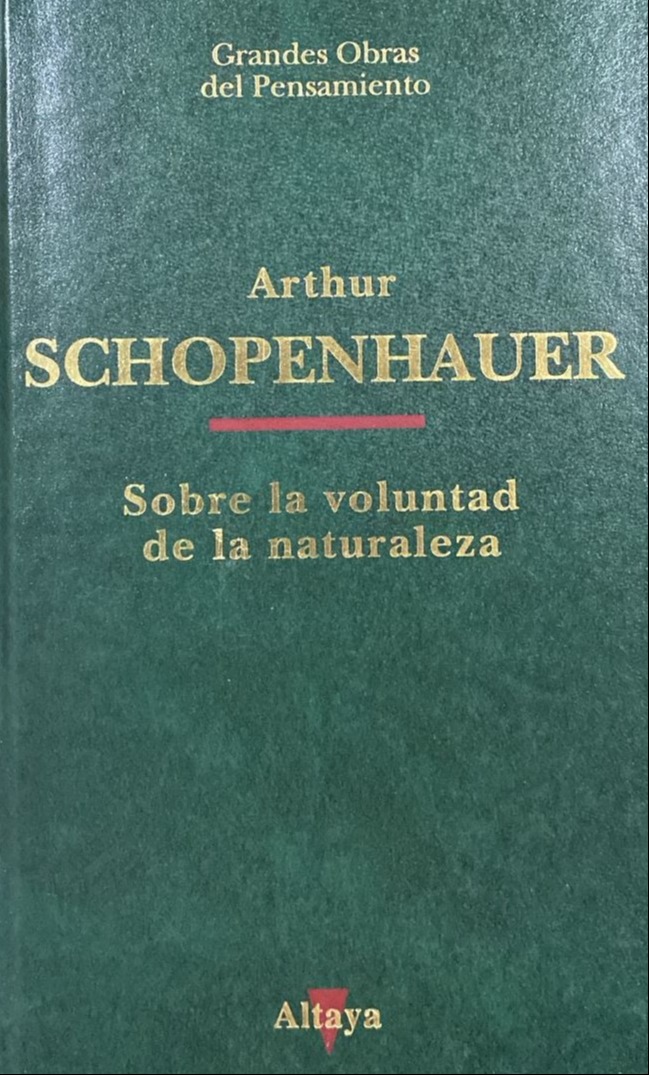 Grandes Obras
del Pensamiento
Arthur
SCHOPENHAUER
Sobre la voluntad
de la naturaleza
Altaya